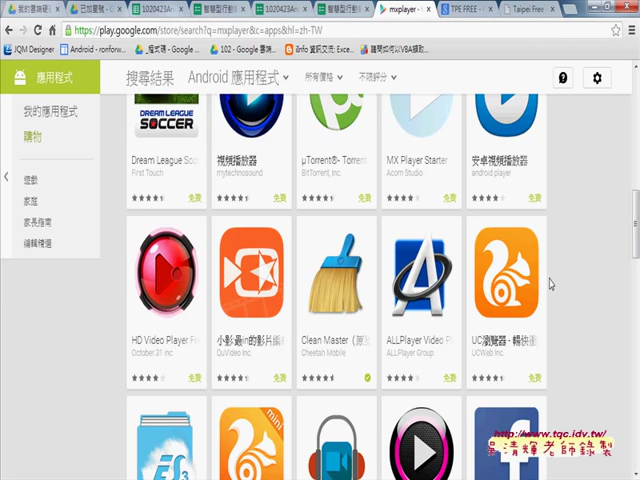 我的雲端硬
已加星號 -
1020423An
智慧型行動
1020423An
智慧型行動
mxplayer -
TPE FREE -
Taipei Free
https://play.google.com/store/search?q=mxplayer&c=apps&hl=zh-TW
JQM Designer
Android - ronforw
_程式碼 - Google
102 - Google 雲端
info 資訊交流: Exce
請問如何以VBA擷取
應用程式
搜尋結果 Android 應用程式
所有價格
不限評分
我的應用程式
購物
遊戲
家庭
家長指南
編輯精選
DREAM LEAGUE
SOCCER
Dream League Soc
First Touch
免費
視頻播放器
mytechnosound
免費
µTorrent®- Torrent
BitTorrent, Inc.
免費
MX Player Starter
Acorn Studio
免費
安卓視頻播放器
android player
免費
HD Video Player Fr
October31 inc
免費
小影:最in的影片編
QuVideo Inc.
免費
Clean Master
Cheetah Mobile
ALLPlayer Video Pl
ALLPlayer Group
免費
UC瀏覽器 - 暢快
UCWeb Inc
免費
ES
mini
http://www.tqc.idv.tw/
吳清輝老師錄製